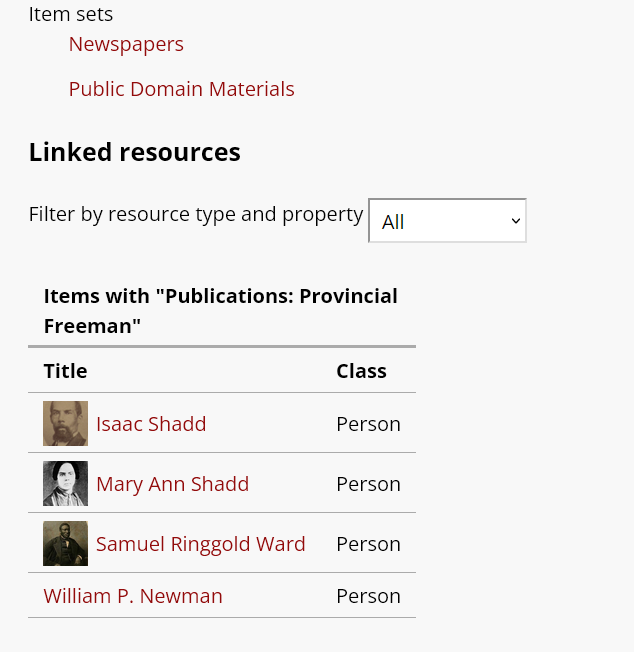 Item sets
Newspapers
Public Domain Materials
Linked resources
Filter by resource type and property All
Items with "Publications: Provincial
Freeman"
Title Class
Isaac Shadd Person
Mary Ann Shadd Person
Samuel Ringgold Ward Person
William P. Newman Person